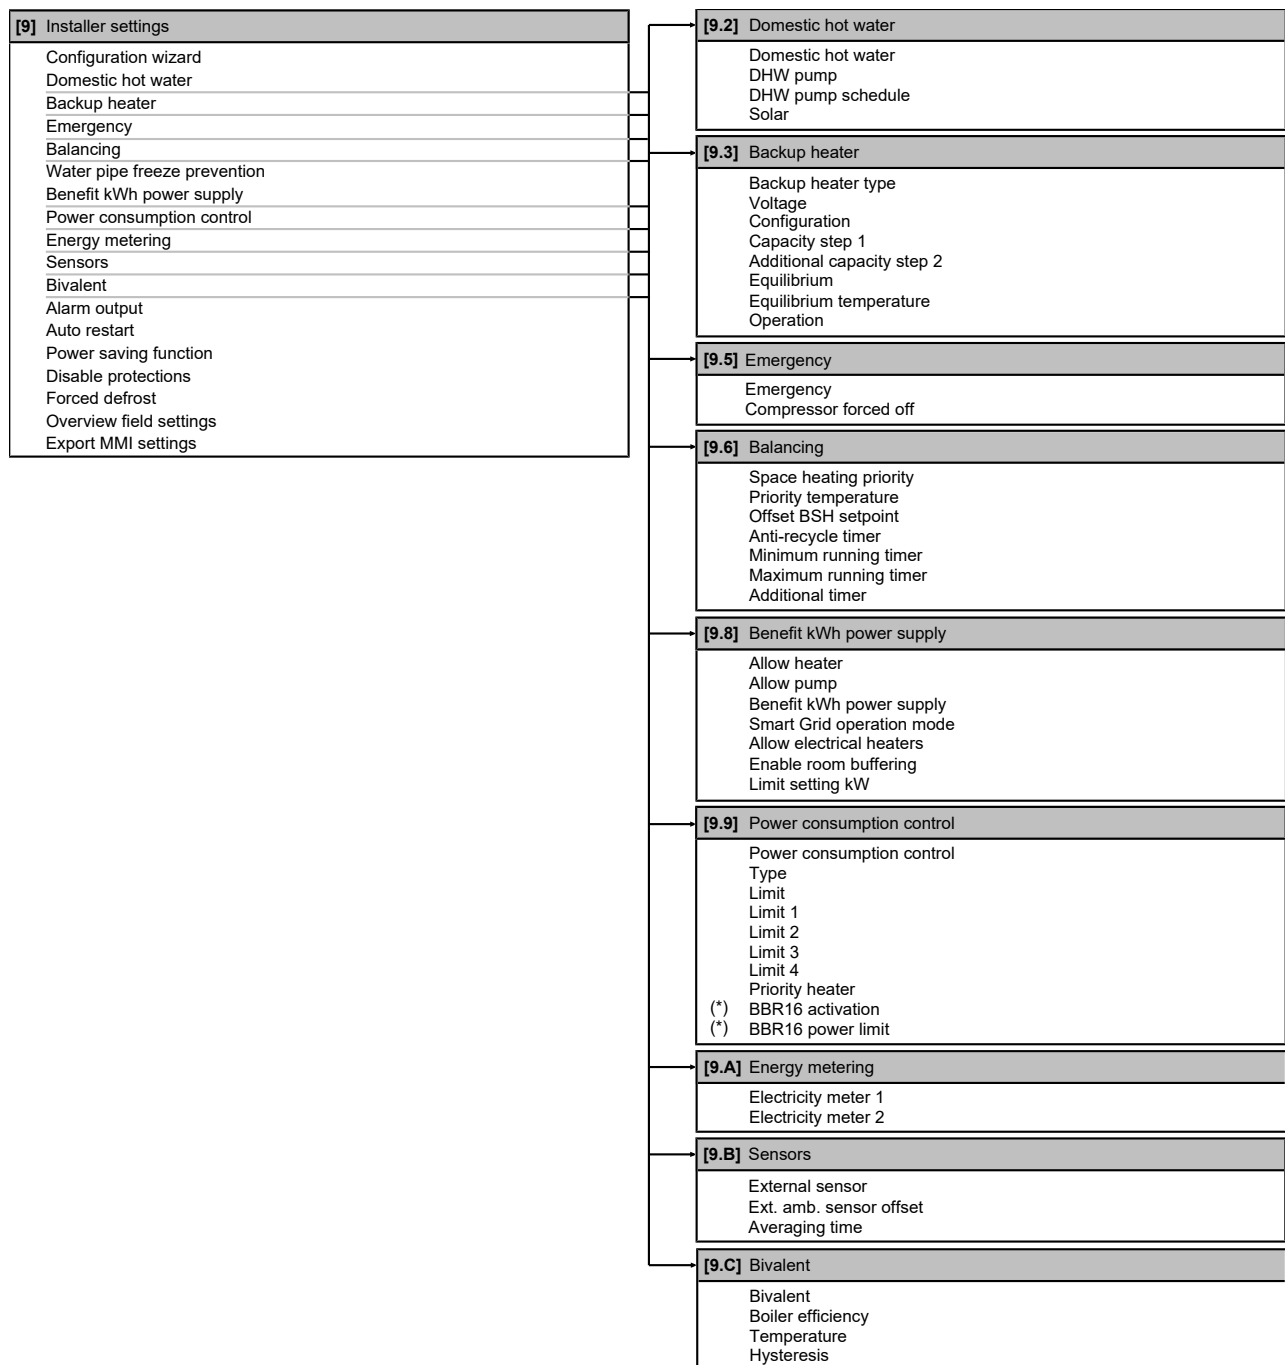 [9] Installer settings
Configuration wizard
Domestic hot water
Backup heater
Emergency
Balancing
Water pipe freeze prevention
Benefit kWh power supply
Power consumption control
Energy metering
Sensors
Bivalent
Alarm output
Auto restart
Power saving function
Disable protections
Forced defrost
Overview field settings
Export MMI settings
[9.2] Domestic hot water
Domestic hot water
DHW pump
DHW pump schedule
Solar
[9.3] Backup heater
Backup heater type
Voltage
Configuration
Capacity step 1
Additional capacity step 2
Equilibrium
Equilibrium temperature
Operation
[9.5] Emergency
Emergency
Compressor forced off
[9.6] Balancing
Space heating priority
Priority temperature
Offset BSH setpoint
Anti-recycle timer
Minimum running timer
Maximum running timer
Additional timer
[9.8] Benefit kWh power supply
Allow heater
Allow pump
Benefit kWh power supply
Smart Grid operation mode
Allow electrical heaters
Enable room buffering
Limit setting kW
[9.9] Power consumption control
Power consumption control
Type
Limit
Limit 1
Limit 2
Limit 3
Limit 4
Priority heater
(*) BBR16 activation
(*) BBR16 power limit
[9.A] Energy metering
Electricity meter 1
Electricity meter 2
[9.B] Sensors
External sensor
Ext. amb. sensor offset
Averaging time
[9.C] Bivalent
Bivalent
Boiler efficiency
Temperature
Hysteresis